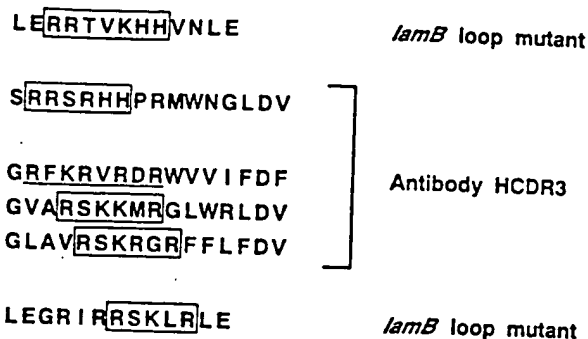 LERRTVKHHVNLE lamB loop mutant
SRRSRHHPRMWNGLDV
GRFKRVRDRWVVIFDF
Antibody HCDR3
GVARSKKMRGLWRLDV
GLAVRSKRGRFFLFDV
LEGRIRRSKLRLE lamB loop mutant